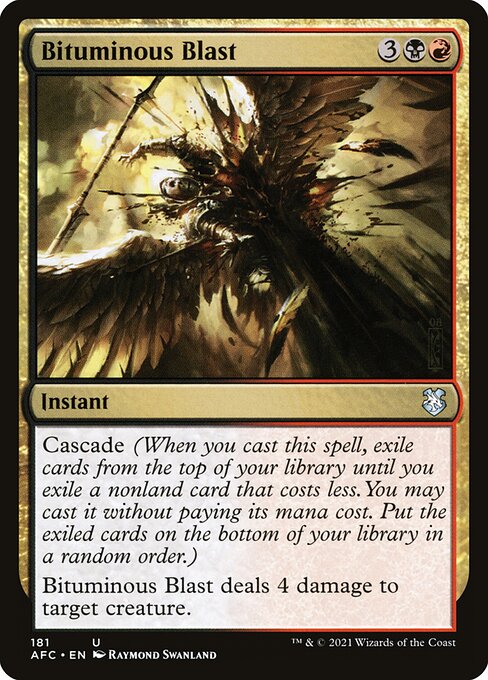 Bituminous Blast 3
Instant
Cascade (When you cast this spell, exile
cards from the top of your library until you
exile a nonland card that costs less. You may
cast it without paying its mana cost. Put the
exiled cards on the bottom of your library in
a random order.)
Bituminous Blast deals 4 damage to
target creature.
181 U
AFC • EN Raymond Swanland
™ & © 2021 Wizards of the Coast